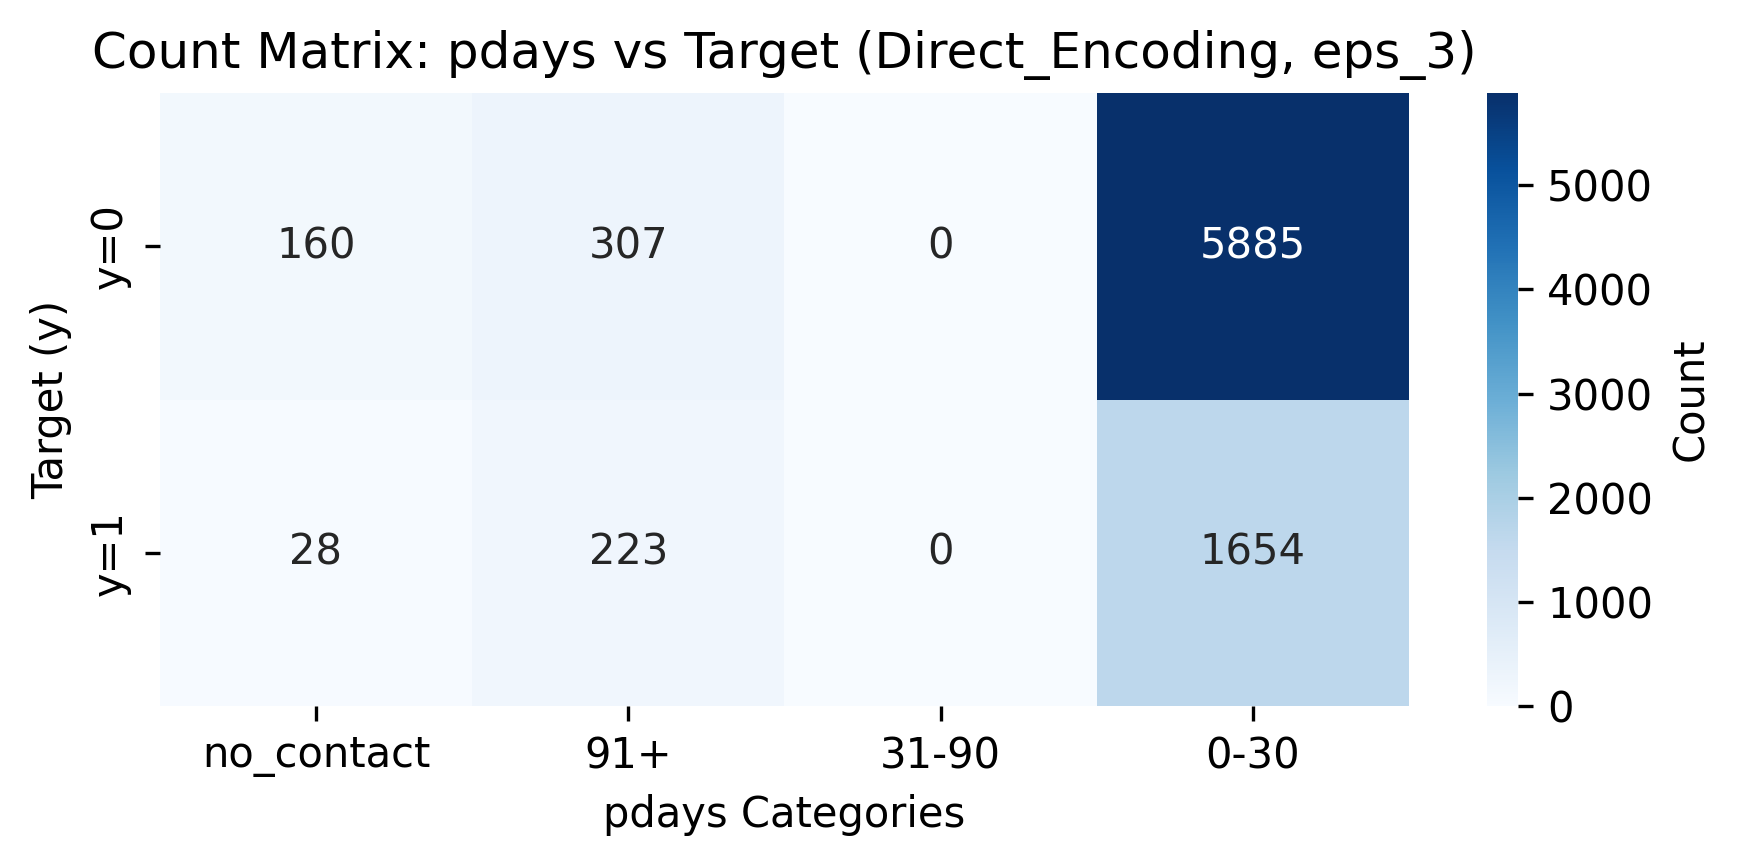 Count Matrix: pdays vs Target (Direct_Encoding, eps_3)
Target (y)
y=0
160 307 0 5885
y=1
28 223 0 1654
no_contact 91+ 31-90 0-30
pdays Categories
5000
4000
3000
2000
1000
0
Count